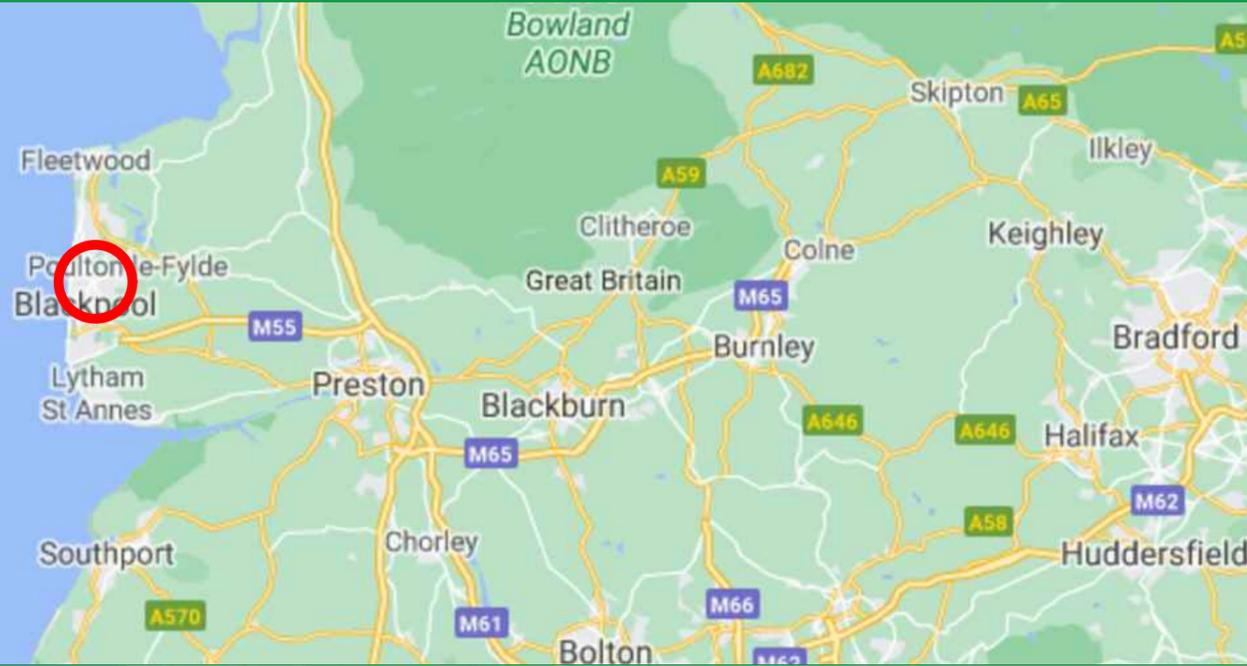 Bowland
AONB
A5
A682
Skipton
A65
Fleetwood
Ilkley
A59
Clitheroe
Keighley
Colne
Poulton-le-Fylde
Great Britain
M65
Blackpool
M55
Bradford
Burnley
Lytham
St Annes
Preston
Blackburn
A646
A646
Halifax
M65
M62
A58
Chorley
Southport
Huddersfield
M66
A570
M61
Bolton
M62